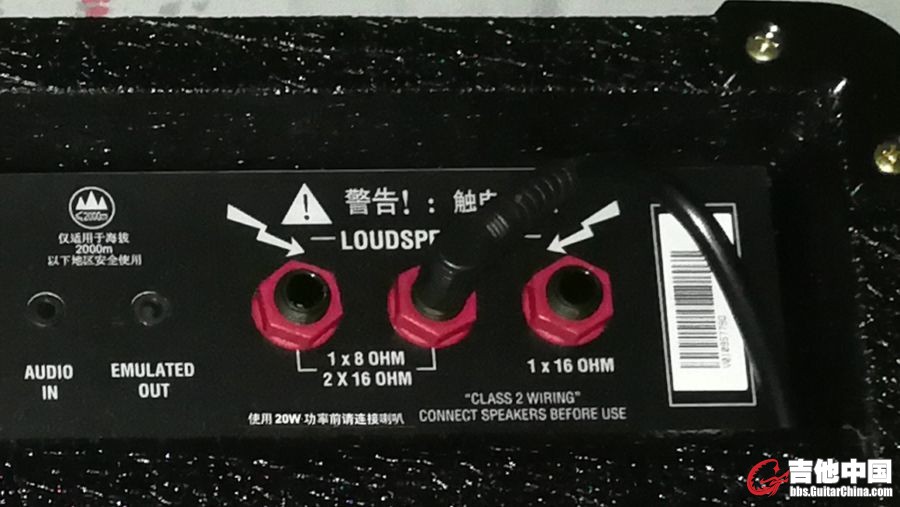 ≤2000m
仅适用于海拔
2000m
以下地区安全使用
警告!：触电
LOUDSPE
AUDIO
IN
EMULATED
OUT
1 x 8 OHM
2 X 16 OHM
1 x 16 OHM
"CLASS 2 WIRING"
CONNECT SPEAKERS BEFORE USE
使用 20W 功率前请连接喇叭
吉他中国
bbs.GuitarChina.com